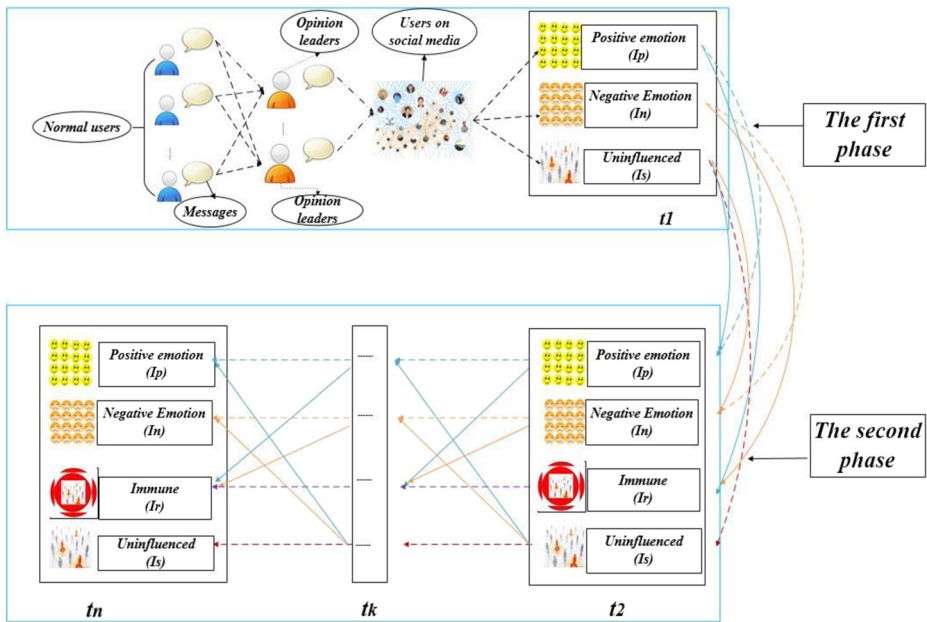 Opinion
leaders
Users on
social media
Normal users
Messages
Opinion
leaders
Positive emotion
(Ip)
Negative Emotion
(In)
Uninfluenced
(Is)
t1
The first
phase
Positive emotion
(Ip)
Negative Emotion
(In)
Immune
(Ir)
Uninfluenced
(Is)
tn
tk
Positive emotion
(Ip)
Negative Emotion
(In)
Immune
(Ir)
Uninfluenced
(Is)
t2
The second
phase